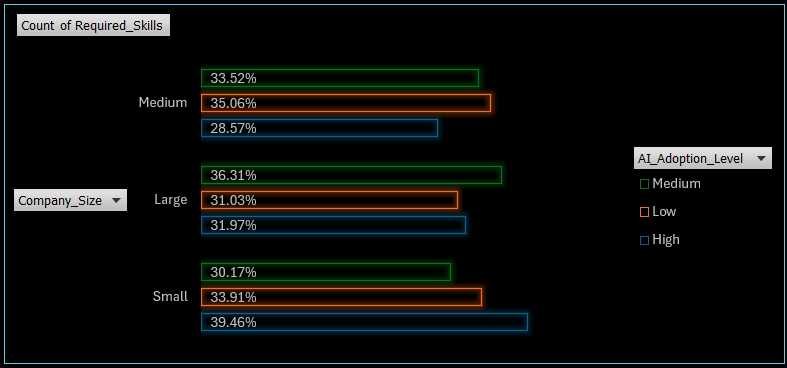 Count of Required_Skills
Medium
33.52%
35.06%
28.57%
Company_Size
Large
36.31%
31.03%
31.97%
Small
30.17%
33.91%
39.46%
AI_Adoption_Level
Medium
Low
High